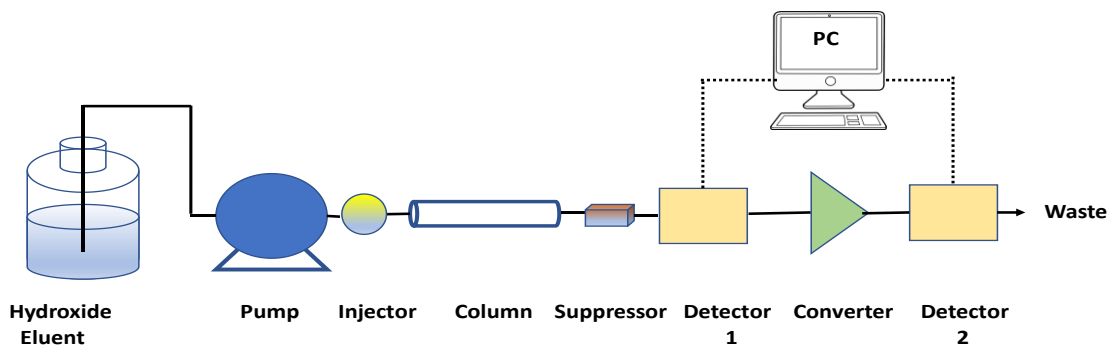 PC
Waste
Hydroxide Pump Injector Column Suppressor Detector Converter Detector
Eluent 1 2